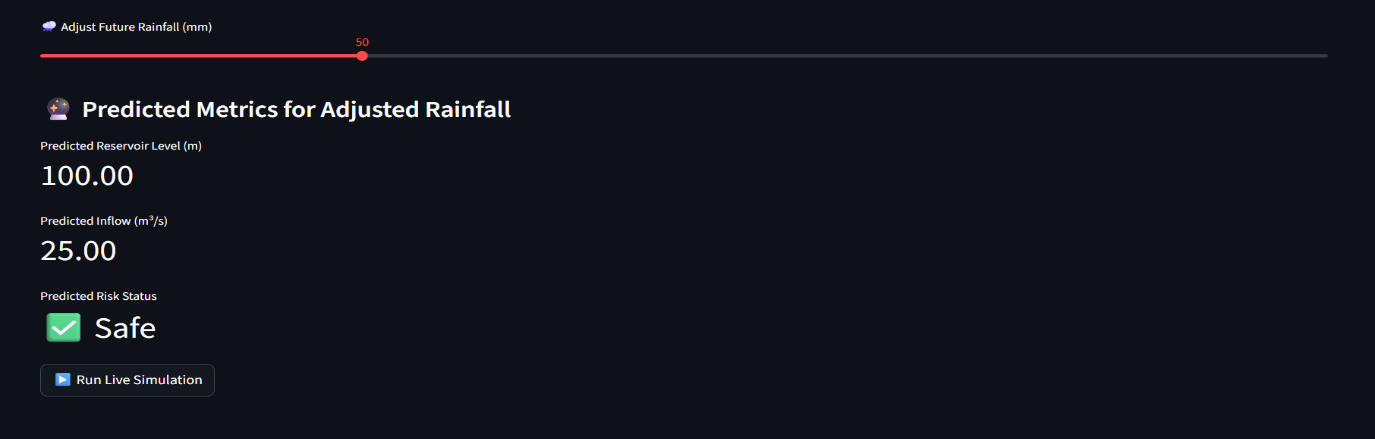 Adjust Future Rainfall (mm)
50
Predicted Metrics for Adjusted Rainfall
Predicted Reservoir Level (m)
100.00
Predicted Inflow (m³/s)
25.00
Predicted Risk Status
Safe
Run Live Simulation